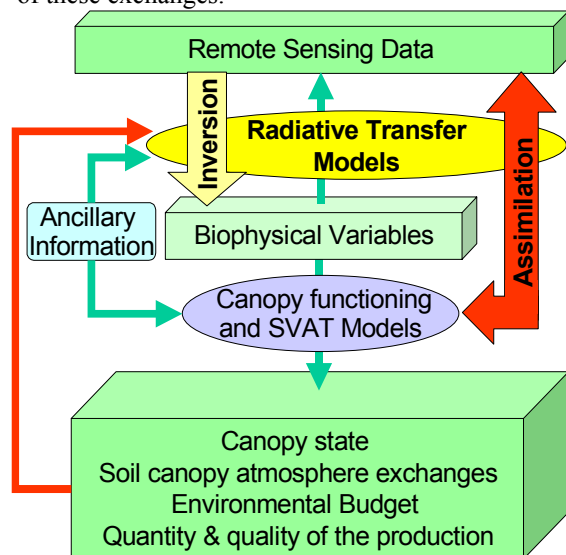 of these exchanges.
Remote Sensing Data
Inversion
Radiative Transfer
Models
Assimilation
Ancillary
Information
Biophysical Variables
Canopy functioning
and SVAT Models
Canopy state
Soil canopy atmosphere exchanges
Environmental Budget
Quantity & quality of the production